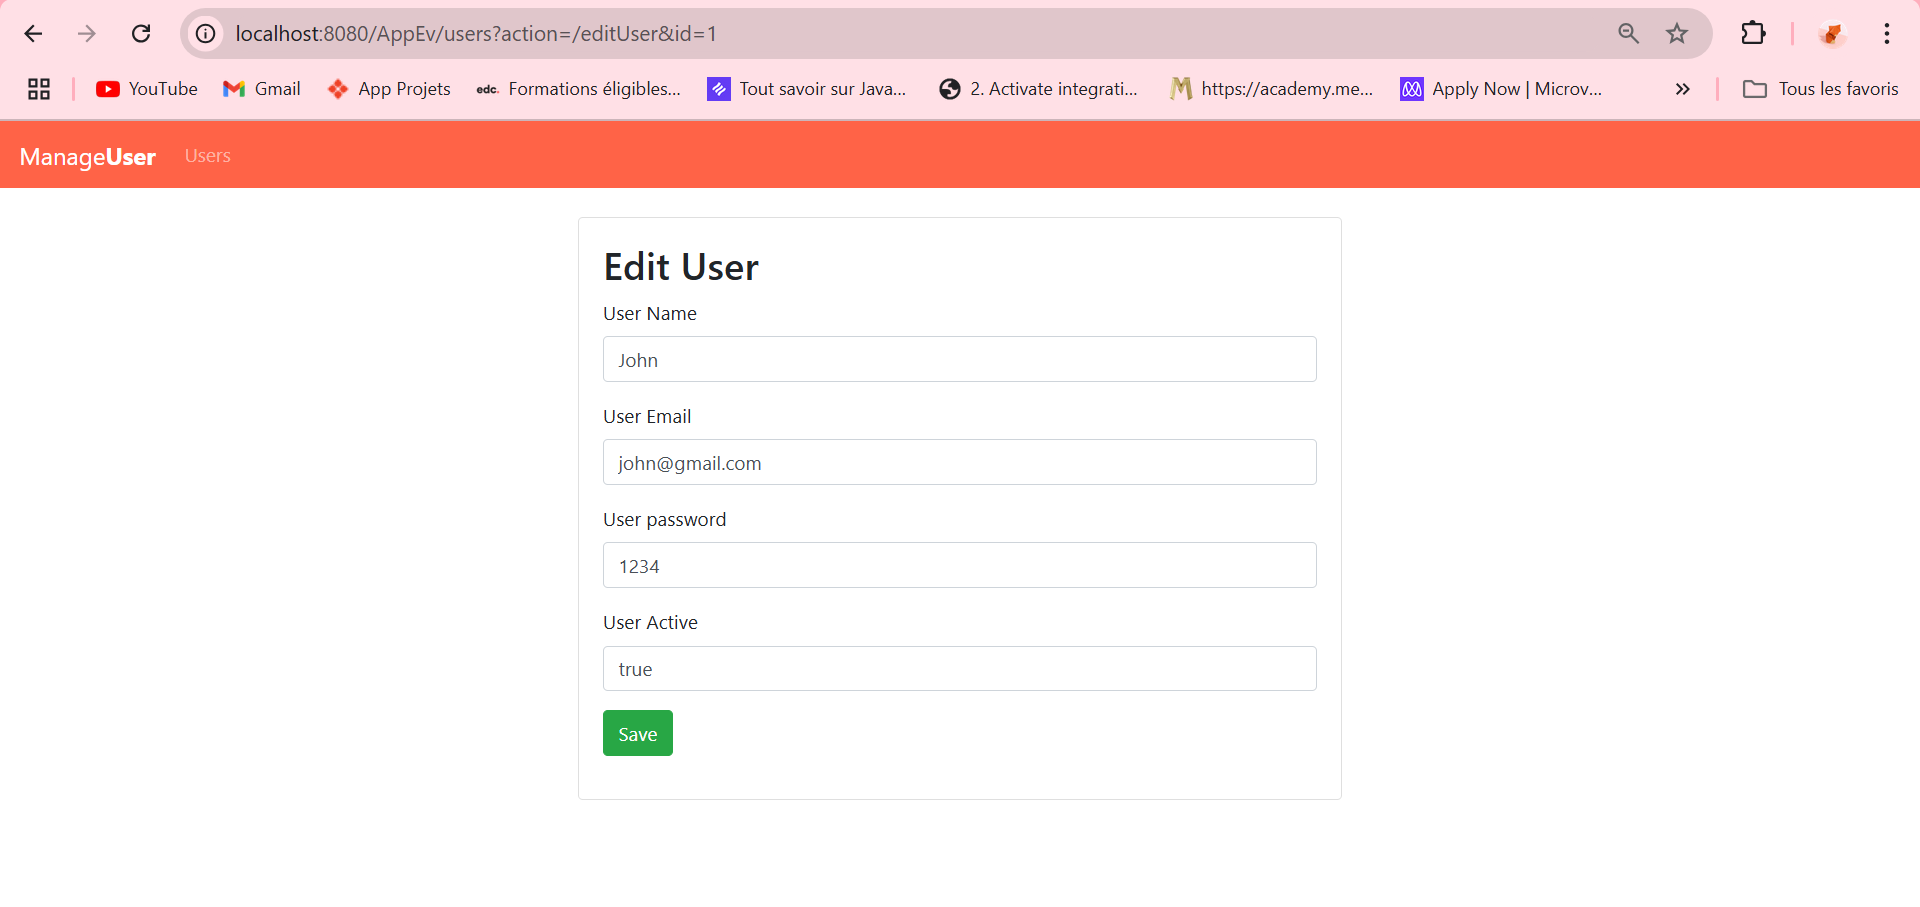 localhost:8080/AppEv/users?action=/editUser&id=1
YouTube Gmail App Projets edc. Formations éligibles... Tout savoir sur Java... 2. Activate integrati... https://academy.me... Apply Now | Microv... » Tous les favoris
ManageUser Users
Edit User
User Name
John
User Email
john@gmail.com
User password
1234
User Active
true
Save